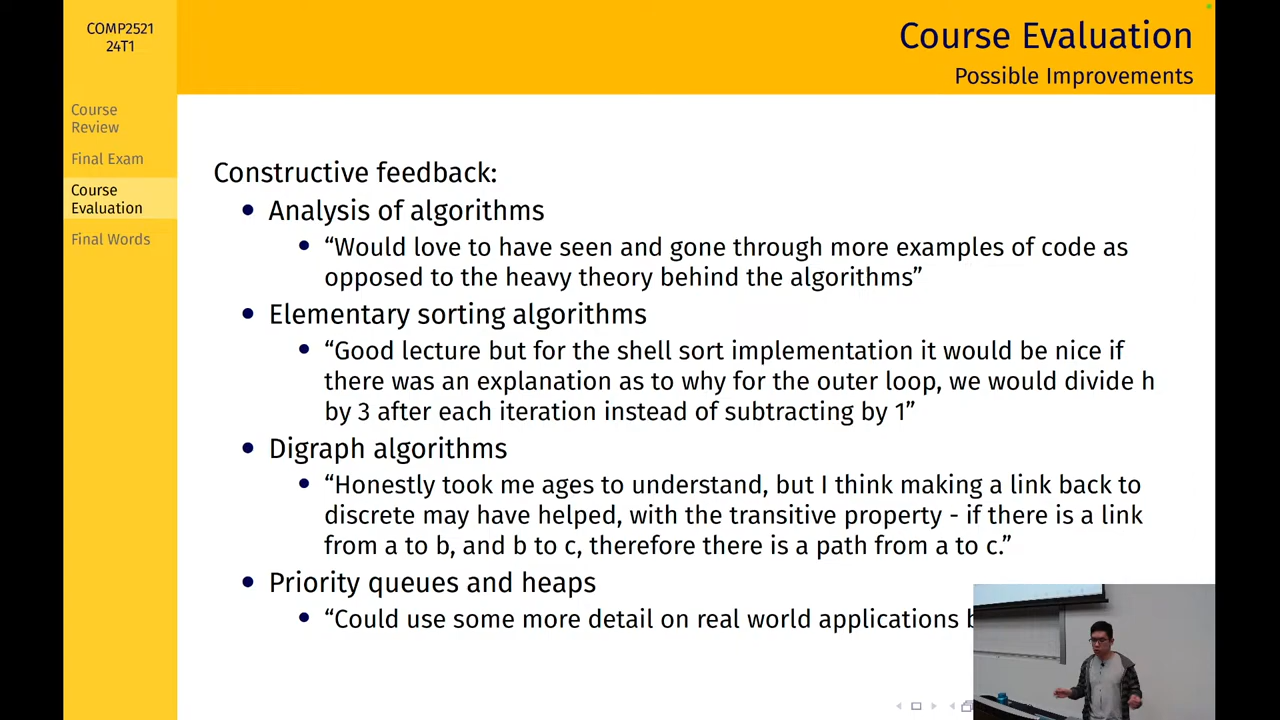 COMP2521
24T1
Course Evaluation
Possible Improvements
Course
Review
Final Exam
Course
Evaluation
Final Words
Constructive feedback:
• Analysis of algorithms
• “Would love to have seen and gone through more examples of code as
opposed to the heavy theory behind the algorithms”
• Elementary sorting algorithms
• “Good lecture but for the shell sort implementation it would be nice if
there was an explanation as to why for the outer loop, we would divide h
by 3 after each iteration instead of subtracting by 1”
• Digraph algorithms
• “Honestly took me ages to understand, but I think making a link back to
discrete may have helped, with the transitive property - if there is a link
from a to b, and b to c, therefore there is a path from a to c.”
• Priority queues and heaps
• “Could use some more detail on real world applications